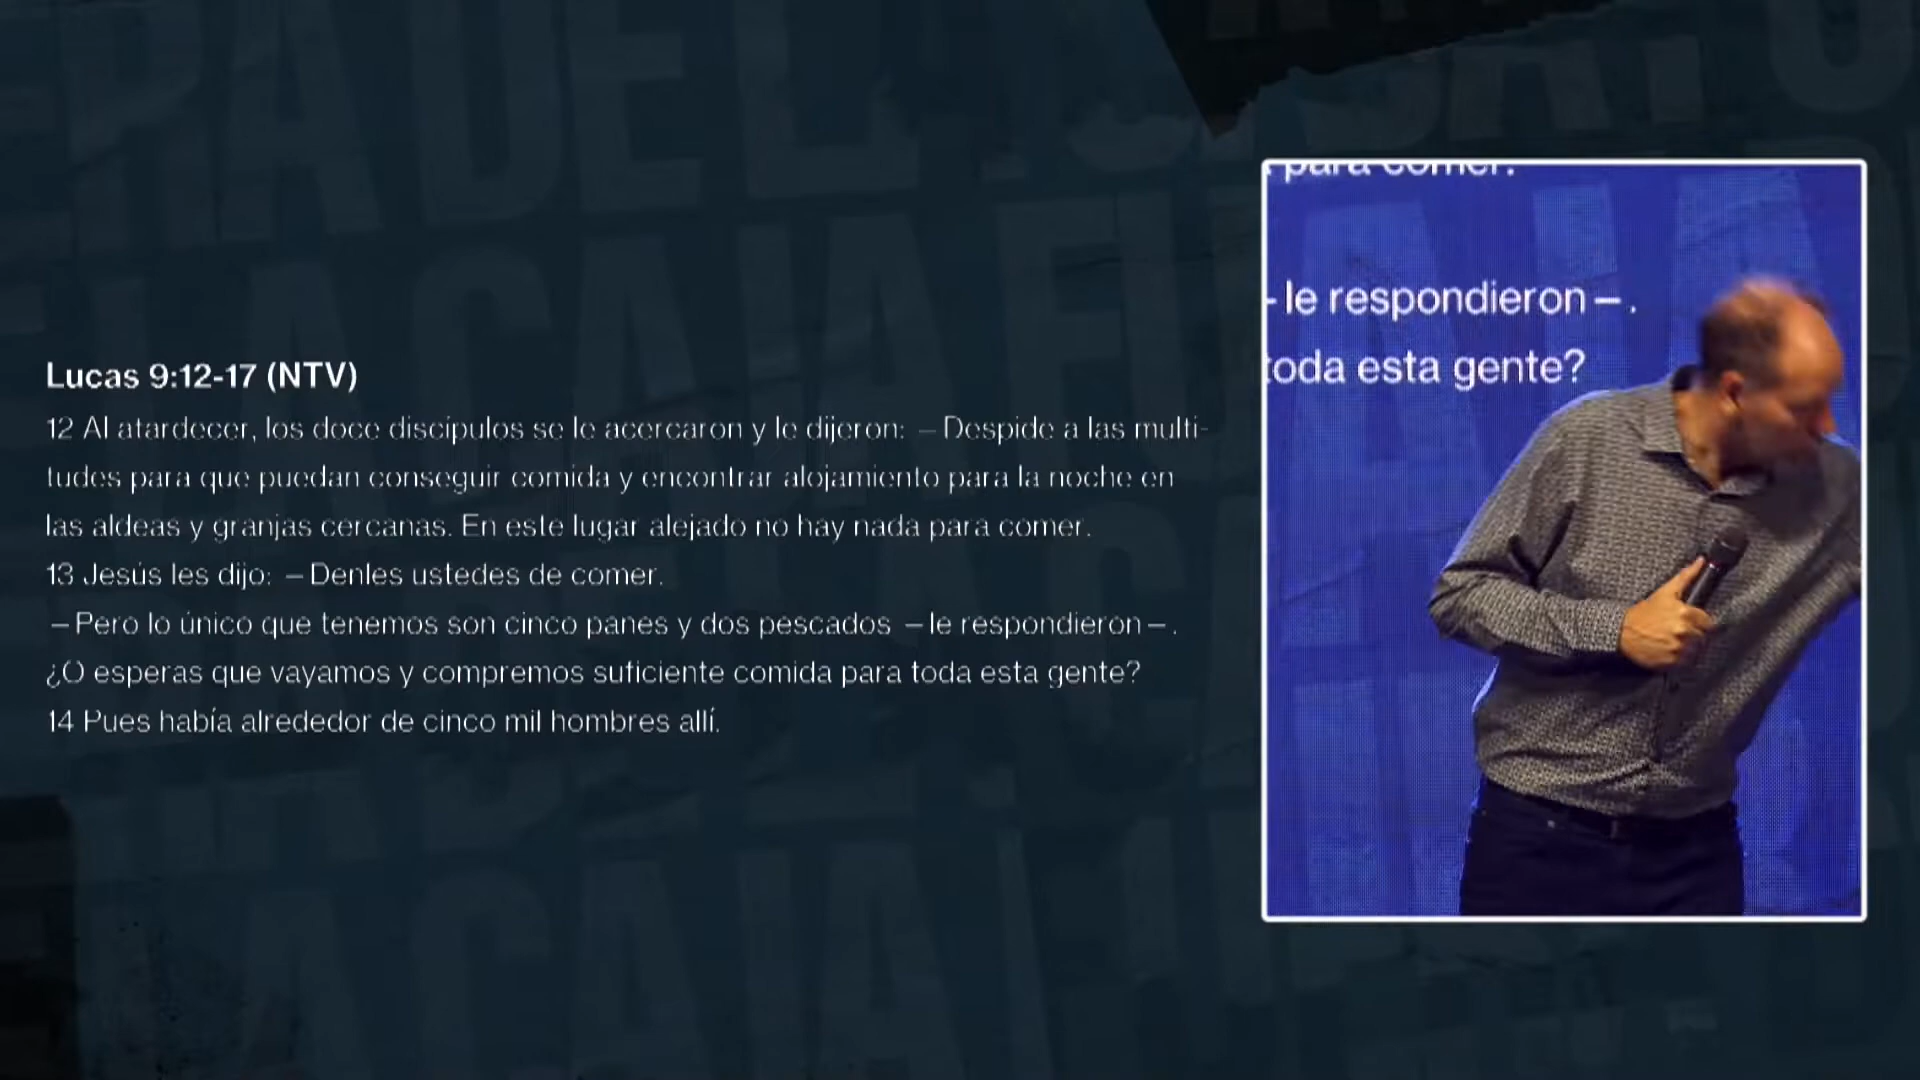 Lucas 9:12-17 (NTV)
12 Al atardecer, los doce discípulos se le acercaron y le dijeron: – Despide a las multi-
tudes para que puedan conseguir comida y encontrar alojamiento para la noche en
las aldeas y granjas cercanas. En este lugar alejado no hay nada para comer.
13 Jesús les dijo: – Denles ustedes de comer.
– Pero lo único que tenemos son cinco panes y dos pescados – le respondieron – .
¿O esperas que vayamos y compremos suficiente comida para toda esta gente?
14 Pues había alrededor de cinco mil hombres allí.
para comer.
- le respondieron – .
toda esta gente?